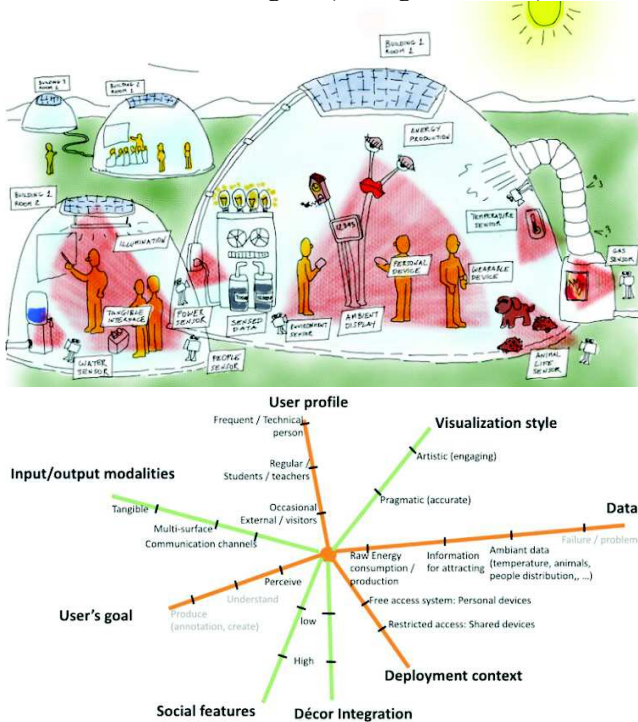 BUILDING 1
ROOM 1
BUILDING 3
ROOM 1
BUILDING 2
ROOM 1
ENERGY
PRODUCTION
BUILDING 1
ROOM 2
ILLUMINATION
12345
TEMPERATURE
SENSOR
GAS
SENSOR
PERSONAL
DEVICE
WEARABLE
DEVICE
TANGIBLE
INTERFACE
POWER
SENSOR
SENSED
DATA
ENVIRONMENT
SENSOR
AMBIENT
DISPLAY
WATER
SENSOR
PEOPLE
SENSOR
ANIMAL
LIFE
SENSOR
User profile
Frequent / Technical
person
Visualization style
Artistic (engaging)
Input/output modalities
Regular /
Students / teachers
Pragmatic (accurate)
Tangible
Occasional
External / visitors
Data
Multi-surface
Communication channels
Raw Energy
consumption /
production
Information
for attracting
Ambiant data
(temperature, animals,
people distribution,, ...)
Failure / problem
Perceive
Understand
Produce
(annotation, create)
User's goal
Free access system: Personal devices
Restricted access: Shared devices
low
High
Deployment context
Social features
Décor Integration